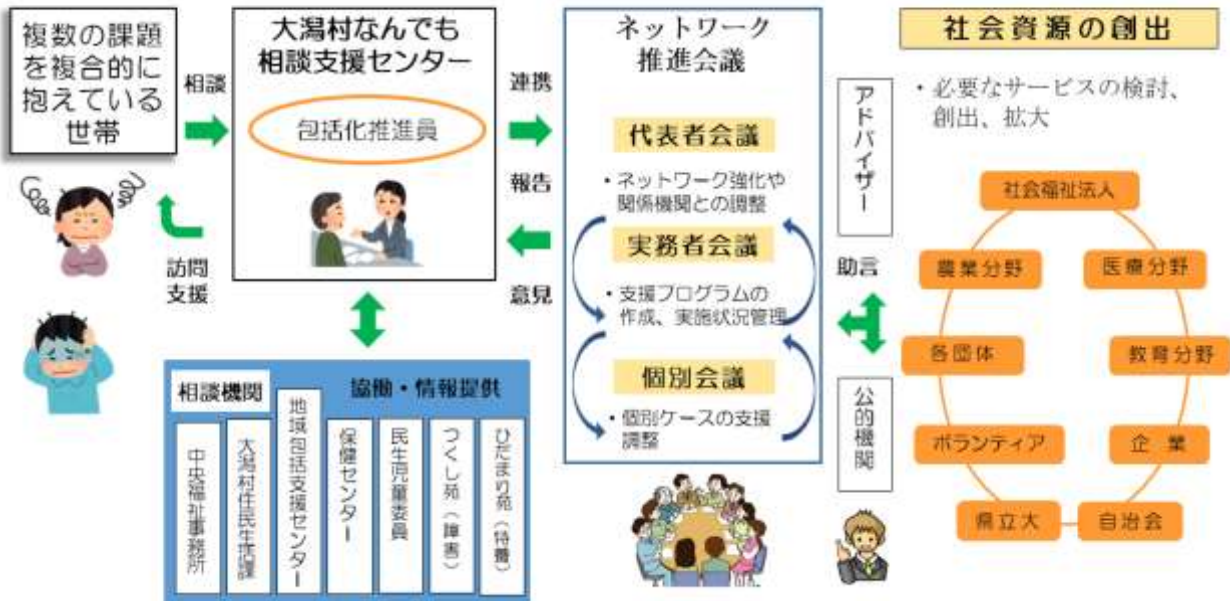 複数の課題
を複合的に
抱えている
世帯
相談
訪問
支援
大潟村なんでも
相談支援センター
包括化推進員
連携
報告
意見
ネットワーク
推進会議
代表者会議
・ネットワーク強化や
関係機関との調整
実務者会議
・支援プログラムの
作成、実施状況管理
個別会議
・個別ケースの支援
調整
アドバイザー
助言
公的機関
社会資源の創出
・必要なサービスの検討、
創出、拡大
社会福祉法人
農業分野
医療分野
各団体
教育分野
ボランティア
企業
県立大
自治会
相談機関
協働・情報提供
中央福祉事務所
大潟村住民生活課
地域包括支援センター
保健センター
民生児童委員
つくし苑（障害）
ひだまり苑（特養）